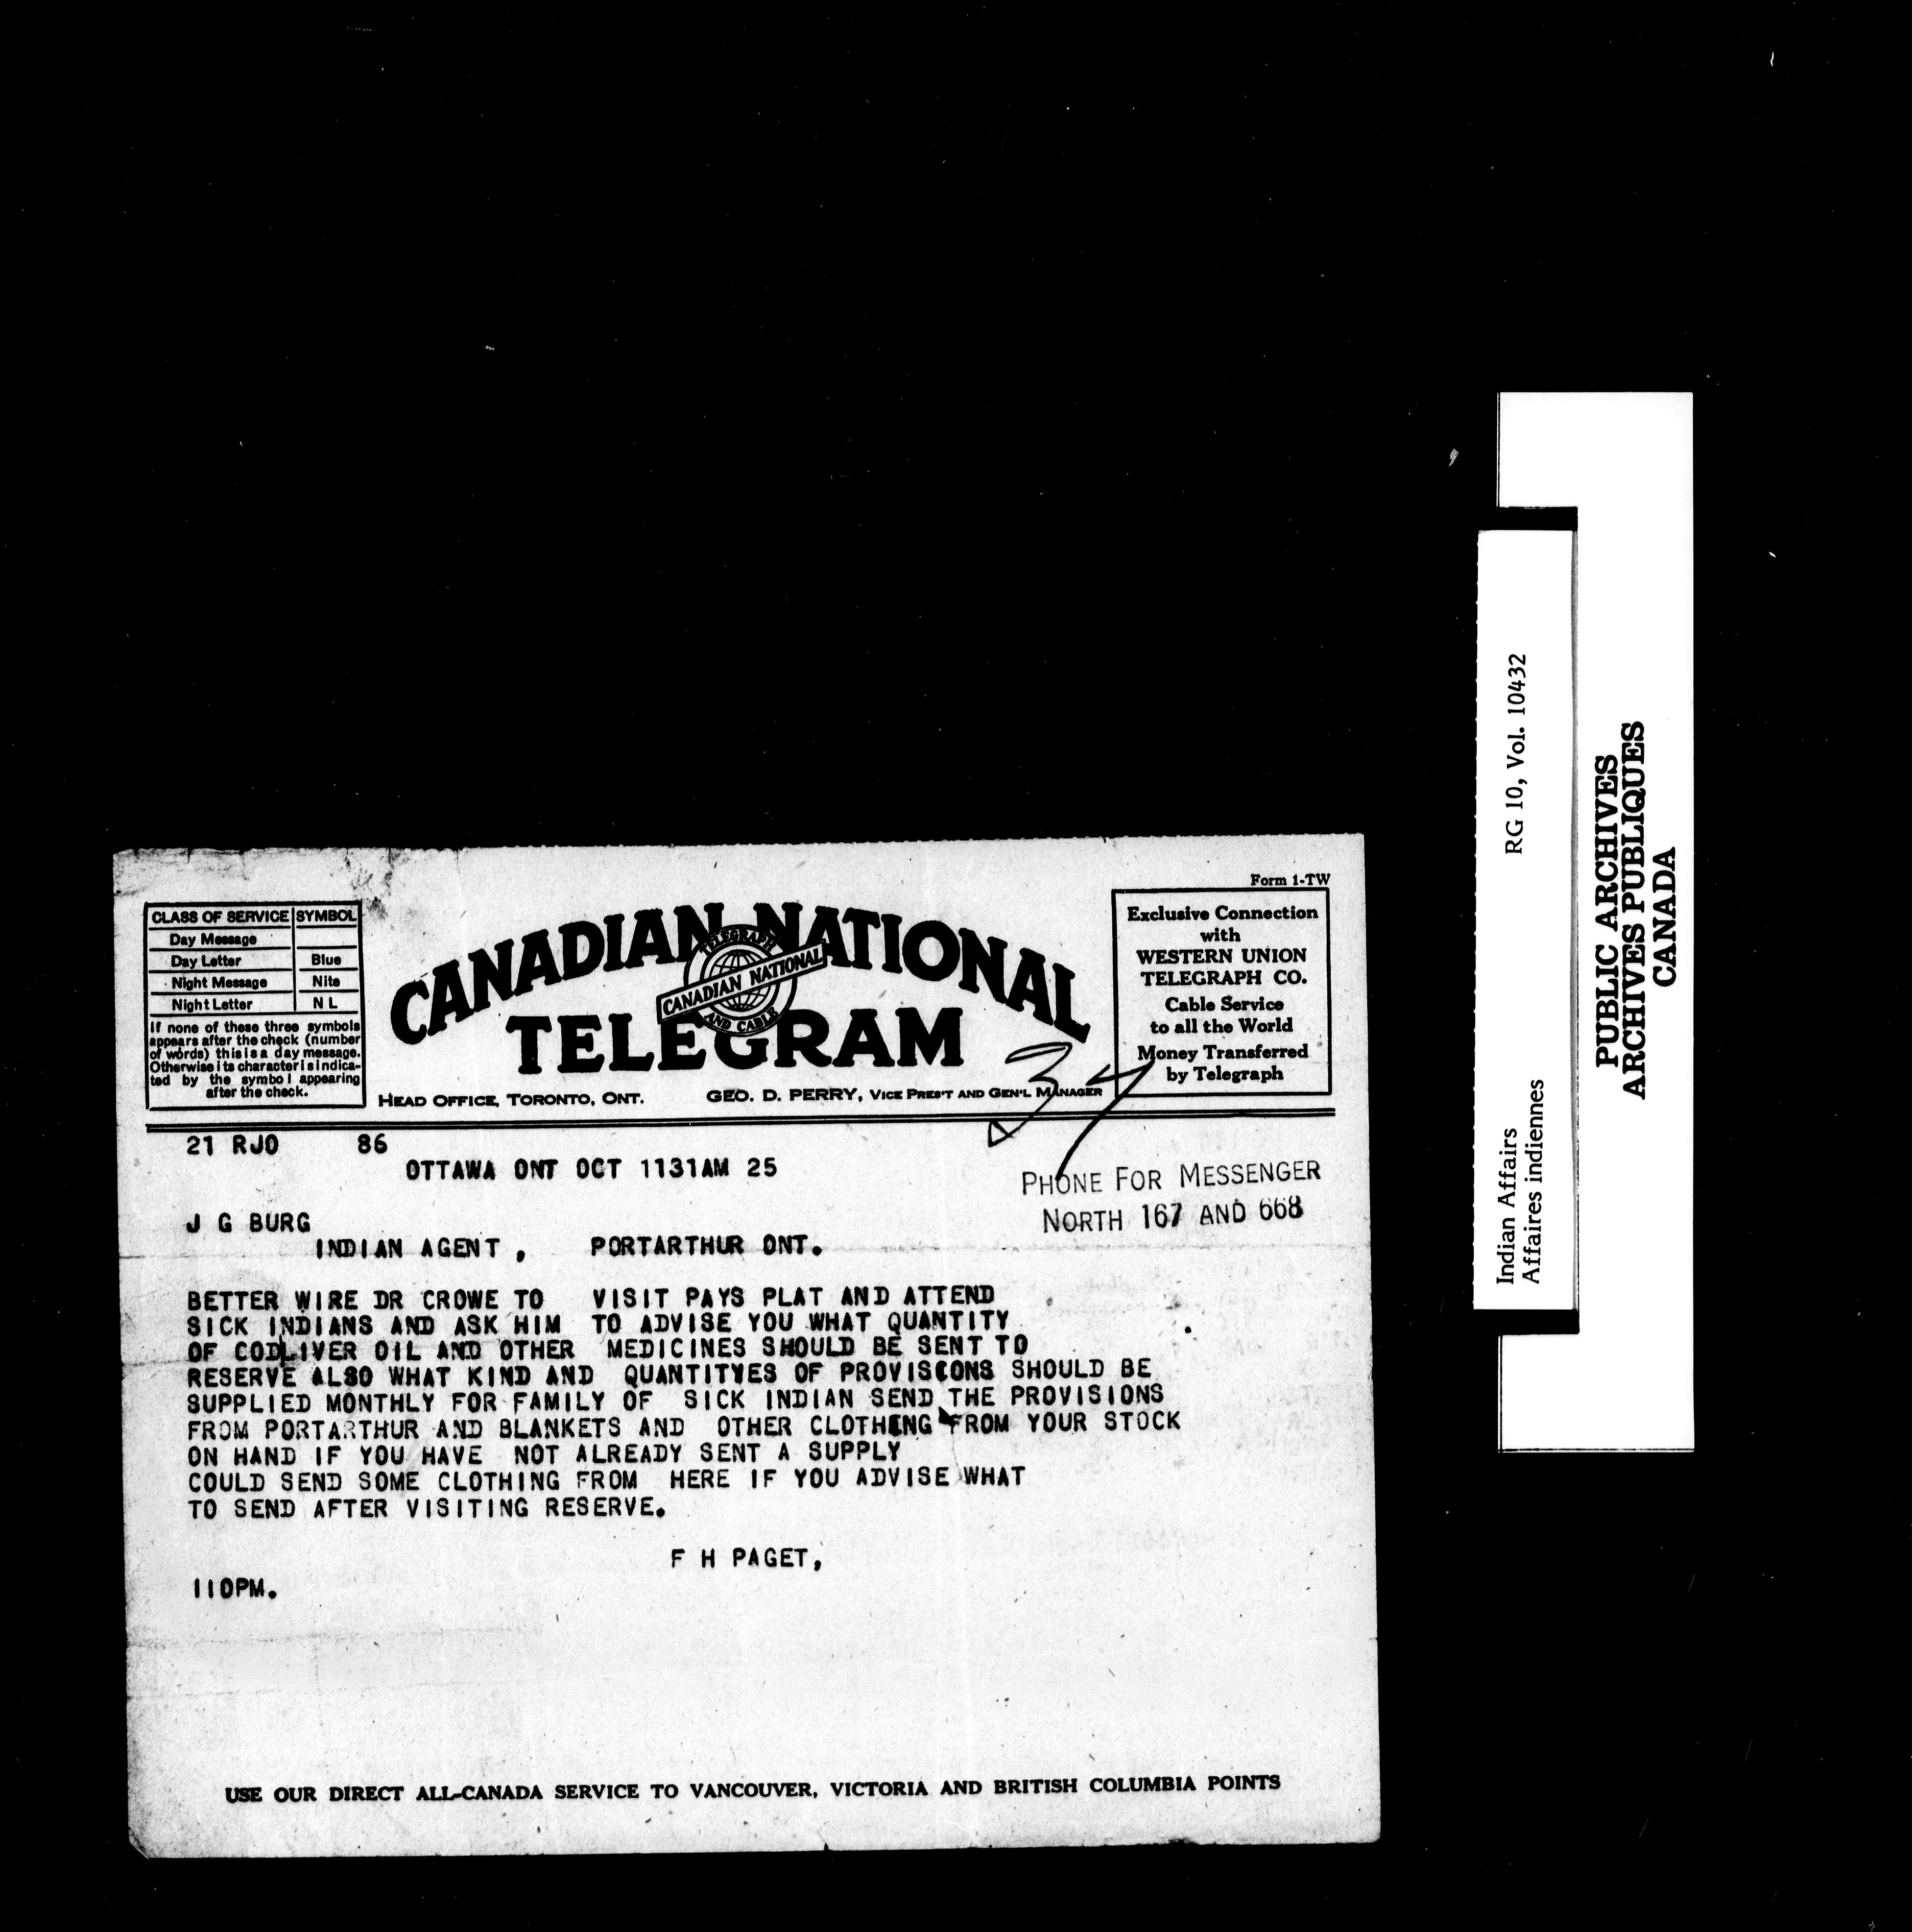 Form 1-TW
CLASS OF SERVICE SYMBOL
Day Message
Day Letter Blue
Night Message Nite
Night Letter N L
If none of these three symbols
appears after the check (number
of words) this is a day message.
Otherwise its character is indica-
ted by the symbol appearing
after the check.
CANADIAN NATIONAL
TELEGRAPH
CANADIAN NATIONAL
AND CABLE
TELEGRAM
HEAD OFFICE, TORONTO, ONT.
GEO. D. PERRY, VICE PRES'T AND GEN'L MANAGER
Exclusive Connection
with
WESTERN UNION
TELEGRAPH CO.
Cable Service
to all the World
Money Transferred
by Telegraph
37
21 RJO 86
OTTAWA ONT OCT 1131AM 25
PHONE FOR MESSENGER
NORTH 167 AND 668
J G BURG
INDIAN AGENT , PORTARTHUR ONT.
BETTER WIRE DR CROWE TO VISIT PAYS PLAT AND ATTEND
SICK INDIANS AND ASK HIM TO ADVISE YOU WHAT QUANTITY
OF CODLIVER OIL AND OTHER MEDICINES SHOULD BE SENT TO
RESERVE ALSO WHAT KIND AND QUANTITYES OF PROVISIONS SHOULD BE
SUPPLIED MONTHLY FOR FAMILY OF SICK INDIAN SEND THE PROVISIONS
FROM PORTARTHUR AND BLANKETS AND OTHER CLOTHING FROM YOUR STOCK
ON HAND IF YOU HAVE NOT ALREADY SENT A SUPPLY
COULD SEND SOME CLOTHING FROM HERE IF YOU ADVISE WHAT
TO SEND AFTER VISITING RESERVE.
F H PAGET,
110PM.
USE OUR DIRECT ALL-CANADA SERVICE TO VANCOUVER, VICTORIA AND BRITISH COLUMBIA POINTS
Indian Affairs RG 10, Vol. 10432
Affaires indiennes
PUBLIC ARCHIVES
ARCHIVES PUBLIQUES
CANADA